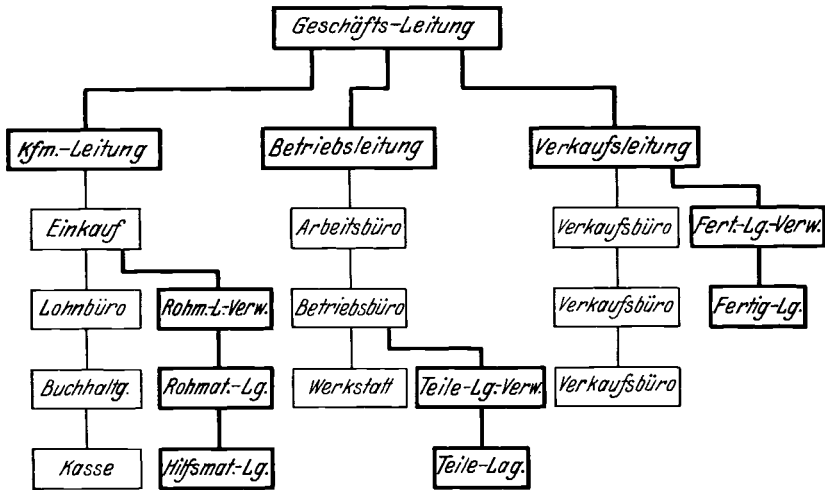 Geschäfts-Leitung
Kfm.-Leitung
Betriebsleitung
Verkaufsleitung
Einkauf
Arbeitsbüro
Verkaufsbüro
Fert.-Lg.-Verw.
Lohnbüro
Rohm.-L.-Verw.
Betriebsbüro
Verkaufsbüro
Fertig-Lg.
Buchhaltg.
Rohmat.-Lg.
Werkstatt
Teile-Lg.-Verw.
Verkaufsbüro
Kasse
Hilfsmat.-Lg.
Teile-Lag.